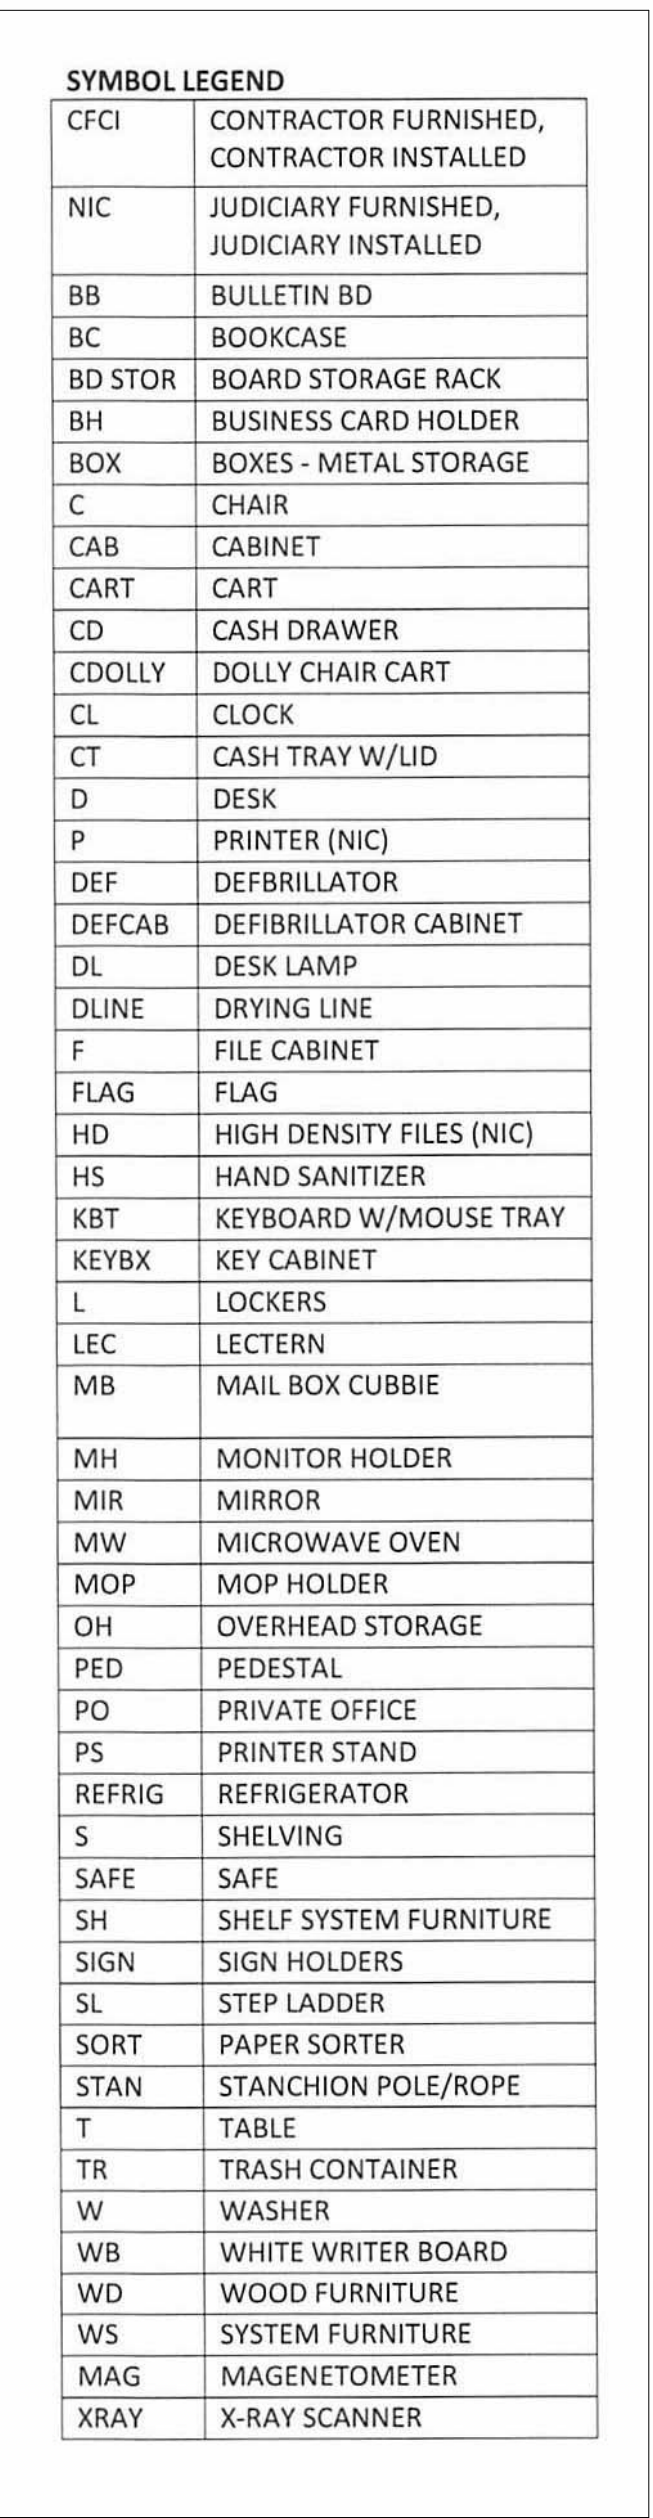 SYMBOL LEGEND
CFCI CONTRACTOR FURNISHED,
CONTRACTOR INSTALLED
NIC JUDICIARY FURNISHED,
JUDICIARY INSTALLED
BB BULLETIN BD
BC BOOKCASE
BD STOR BOARD STORAGE RACK
BH BUSINESS CARD HOLDER
BOX BOXES - METAL STORAGE
C CHAIR
CAB CABINET
CART CART
CD CASH DRAWER
CDOLLY DOLLY CHAIR CART
CL CLOCK
CT CASH TRAY W/LID
D DESK
P PRINTER (NIC)
DEF DEFBRILLATOR
DEFCAB DEFIBRILLATOR CABINET
DL DESK LAMP
DLINE DRYING LINE
F FILE CABINET
FLAG FLAG
HD HIGH DENSITY FILES (NIC)
HS HAND SANITIZER
KBT KEYBOARD W/MOUSE TRAY
KEYBX KEY CABINET
L LOCKERS
LEC LECTERN
MB MAIL BOX CUBBIE
MH MONITOR HOLDER
MIR MIRROR
MW MICROWAVE OVEN
MOP MOP HOLDER
OH OVERHEAD STORAGE
PED PEDESTAL
PO PRIVATE OFFICE
PS PRINTER STAND
REFRIG REFRIGERATOR
S SHELVING
SAFE SAFE
SH SHELF SYSTEM FURNITURE
SIGN SIGN HOLDERS
SL STEP LADDER
SORT PAPER SORTER
STAN STANCHION POLE/ROPE
T TABLE
TR TRASH CONTAINER
W WASHER
WB WHITE WRITER BOARD
WD WOOD FURNITURE
WS SYSTEM FURNITURE
MAG MAGENETOMETER
XRAY X-RAY SCANNER